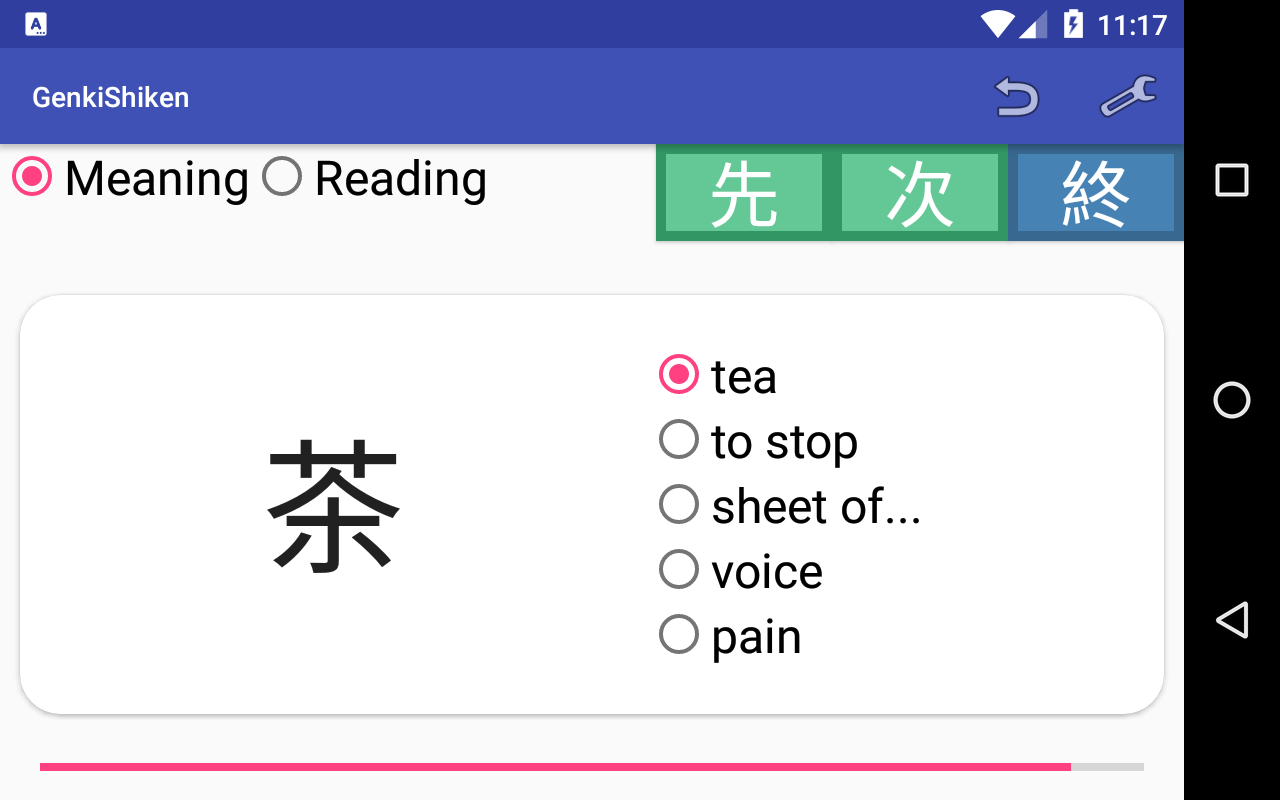 A 11:17
GenkiShiken
Meaning Reading 先 次 終
茶
tea
to stop
sheet of...
voice
pain